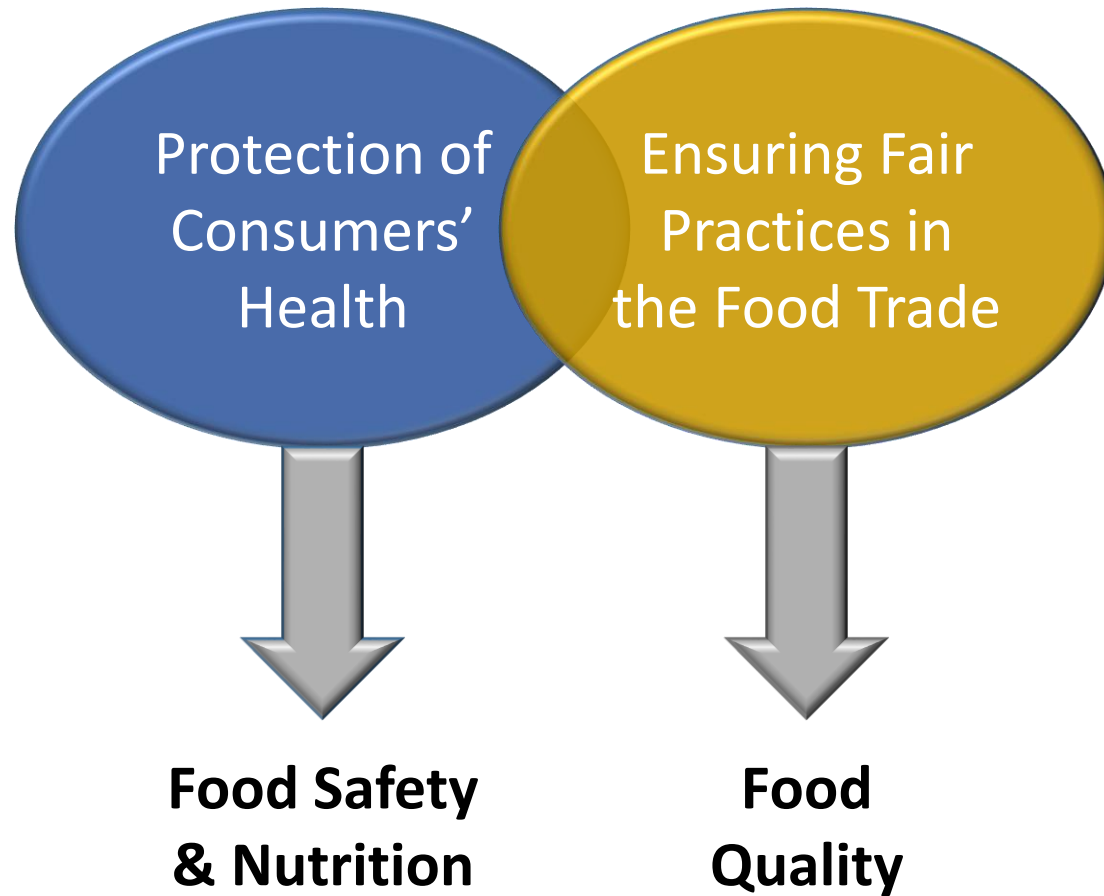 Protection of
Consumers’
Health
Ensuring Fair
Practices in
the Food Trade
Food Safety
& Nutrition
Food
Quality